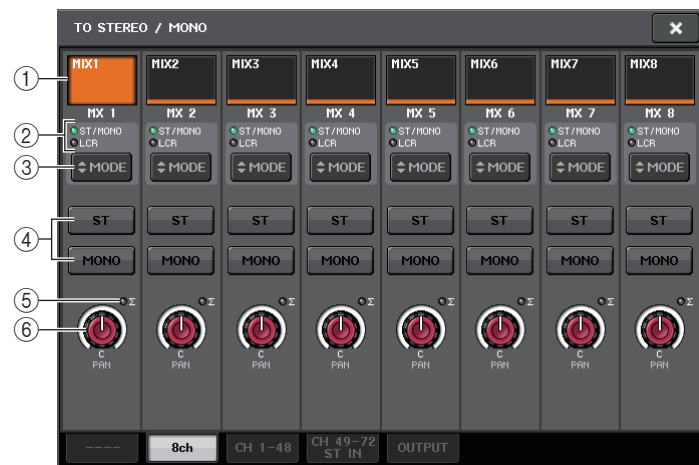 TO STEREO / MONO
MIX1 MIX2 MIX3 MIX4 MIX5 MIX6 MIX7 MIX8
① MX 1 MX 2 MX 3 MX 4 MX 5 MX 6 MX 7 MX 8
② ST/MONO ST/MONO ST/MONO ST/MONO ST/MONO ST/MONO ST/MONO ST/MONO
LCR LCR LCR LCR LCR LCR LCR LCR
③ MODE MODE MODE MODE MODE MODE MODE MODE
④ ST ST ST ST ST ST ST ST
MONO MONO MONO MONO MONO MONO MONO MONO
⑤ Σ Σ Σ Σ Σ Σ Σ Σ
⑥ C C C C C C C C
PAN PAN PAN PAN PAN PAN PAN PAN
---- 8ch CH 1-48 CH 49-72 OUTPUT
ST IN